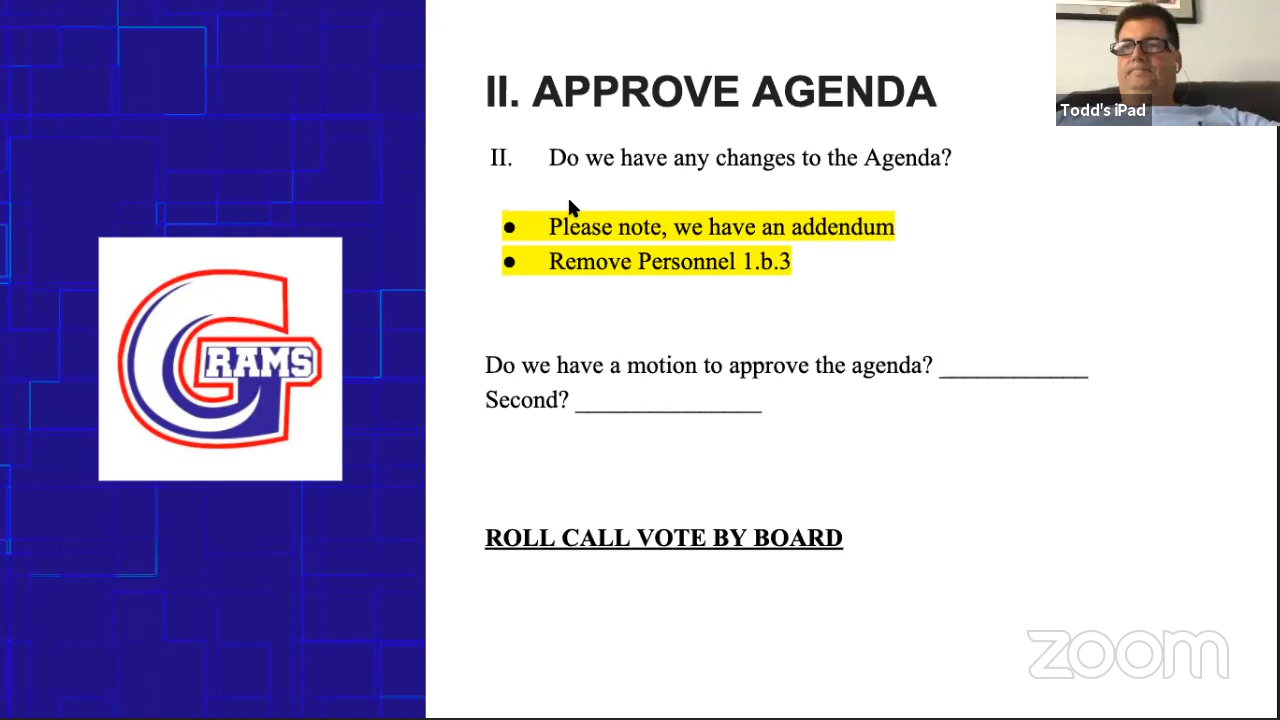 II. APPROVE AGENDA
Todd's iPad
II. Do we have any changes to the Agenda?
● Please note, we have an addendum
● Remove Personnel 1.b.3
RAMS
Do we have a motion to approve the agenda? ____________
Second? _______________
ROLL CALL VOTE BY BOARD
zoom